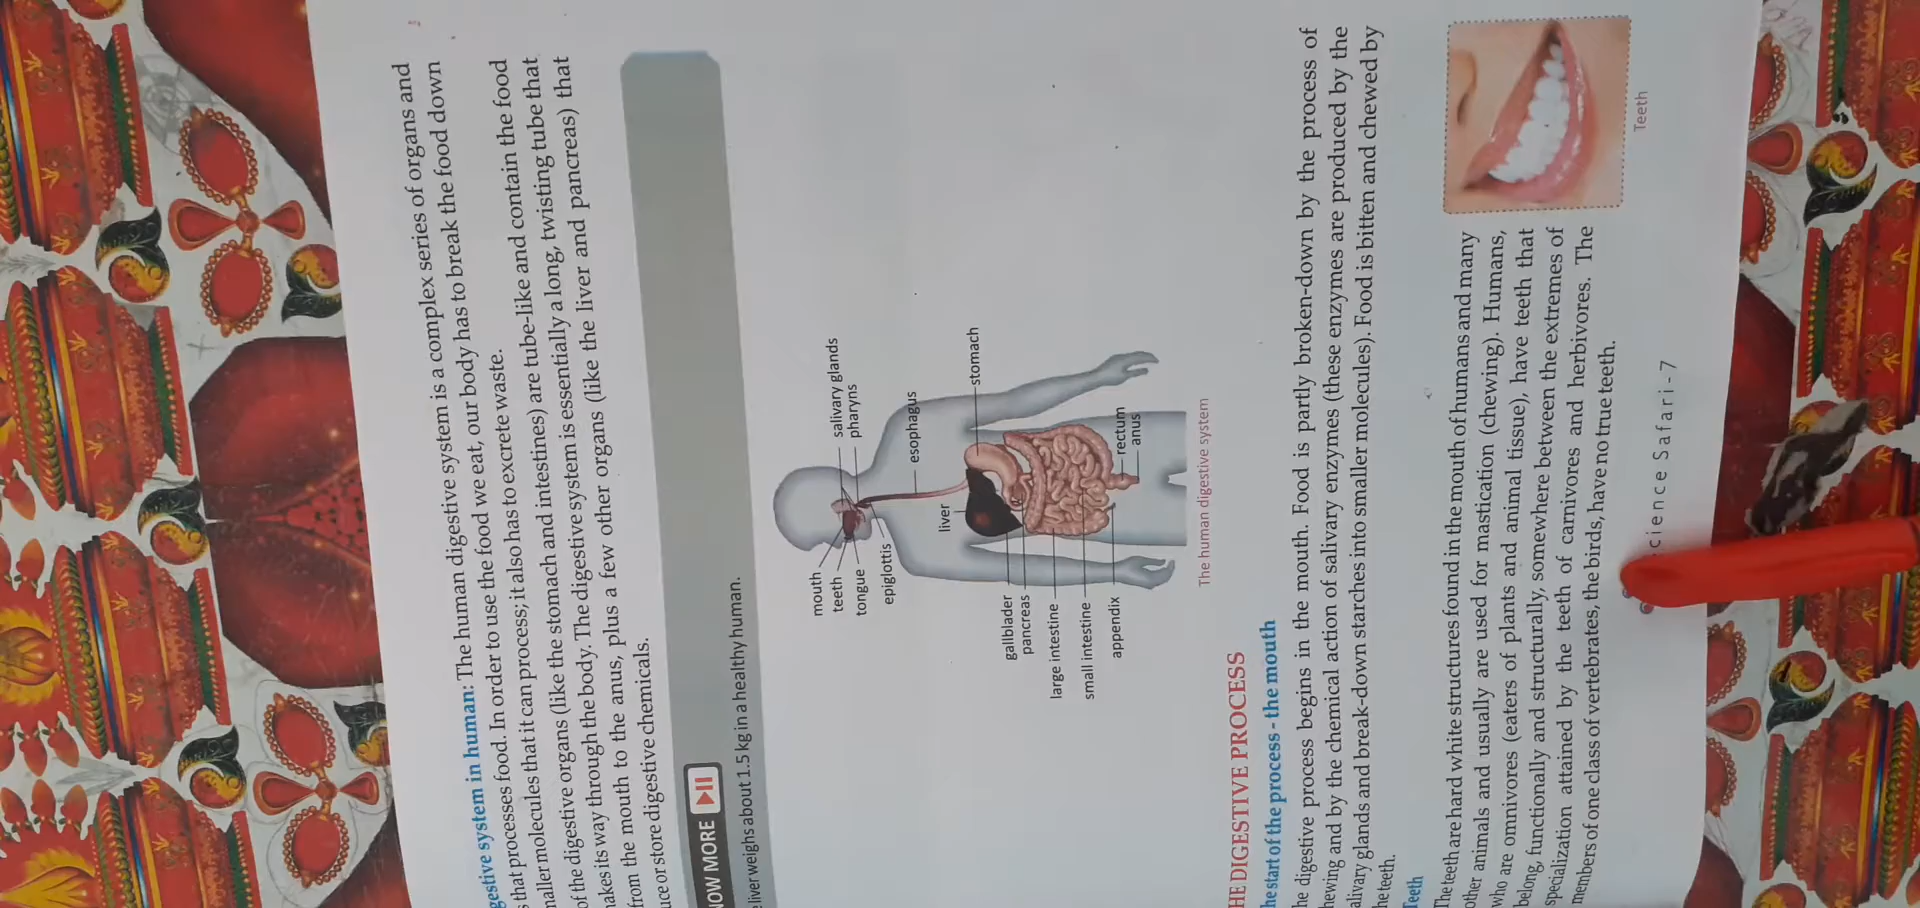 gestive system in human: The human digestive system is a complex series of organs and
s that processes food. In order to use the food we eat, our body has to break the food down
maller molecules that it can process; it also has to excrete waste.
of the digestive organs (like the stomach and intestines) are tube-like and contain the food
akes its way through the body. The digestive system is essentially a long, twisting tube that
from the mouth to the anus, plus a few other organs (like the liver and pancreas) that
uce or store digestive chemicals.
NOW MORE
liver weighs about 1.5 kg in a healthy human.
mouth
teeth
tongue
epiglottis
salivary glands
pharyns
esophagus
liver
stomach
gallbladder
pancreas
large intestine
small intestine
appendix
rectum
anus
The human digestive system
HE DIGESTIVE PROCESS
he start of the process - the mouth
he digestive process begins in the mouth. Food is partly broken-down by the process of
hewing and by the chemical action of salivary enzymes (these enzymes are produced by the
alivary glands and break-down starches into smaller molecules). Food is bitten and chewed by
he teeth.
Teeth
The teeth are hard white structures found in the mouth of humans and many
other animals and usually are used for mastication (chewing). Humans,
who are omnivores (eaters of plants and animal tissue), have teeth that
belong, functionally and structurally, somewhere between the extremes of
specialization attained by the teeth of carnivores and herbivores. The
members of one class of vertebrates, the birds, have no true teeth.
Teeth
cience Safari-7